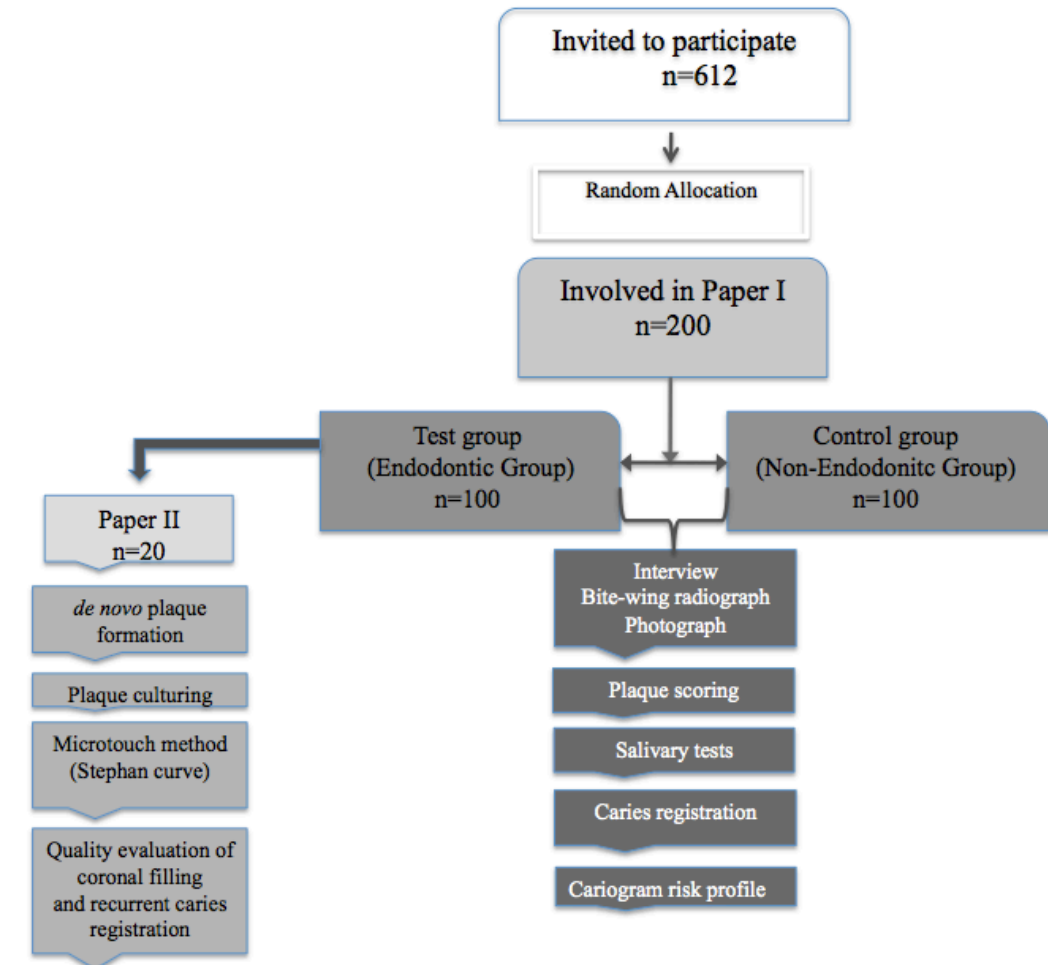 Invited to participate
n=612
Random Allocation
Involved in Paper I
n=200
Test group
(Endodontic Group)
n=100
Control group
(Non-Endodonitc Group)
n=100
Paper II
n=20
de novo plaque
formation
Plaque culturing
Microtouch method
(Stephan curve)
Quality evaluation of
coronal filling
and recurrent caries
registration
Interview
Bite-wing radiograph
Photograph
Plaque scoring
Salivary tests
Caries registration
Cariogram risk profile